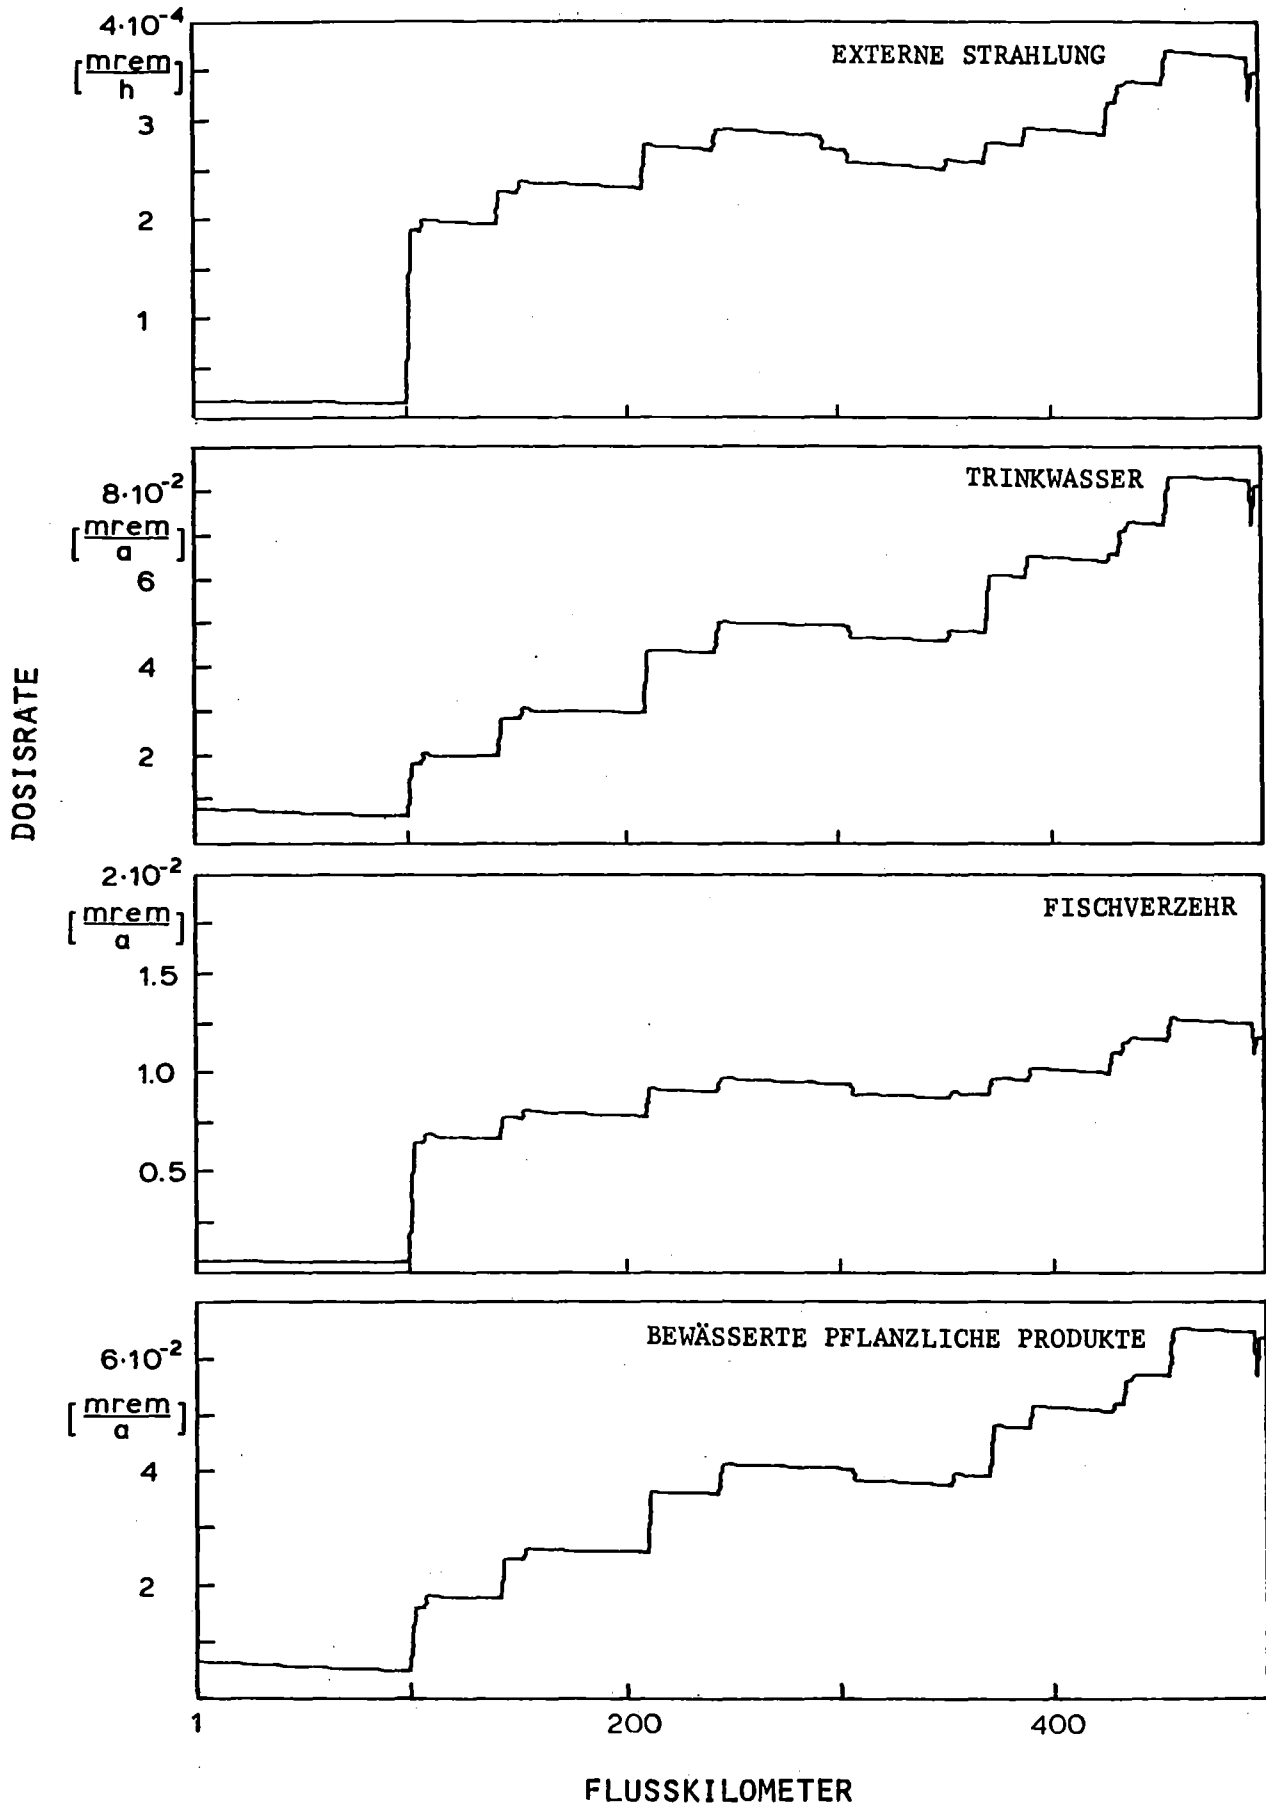 4·10⁻⁴
[mrem/h]
3
2
1
EXTERNE STRAHLUNG
8·10⁻²
[mrem/a]
6
4
2
TRINKWASSER
DOSISRATE
2·10⁻²
[mrem/a]
1.5
1.0
0.5
FISCHVERZEHR
6·10⁻²
[mrem/a]
4
2
BEWÄSSERTE PFLANZLICHE PRODUKTE
1 200 400
FLUSSKILOMETER